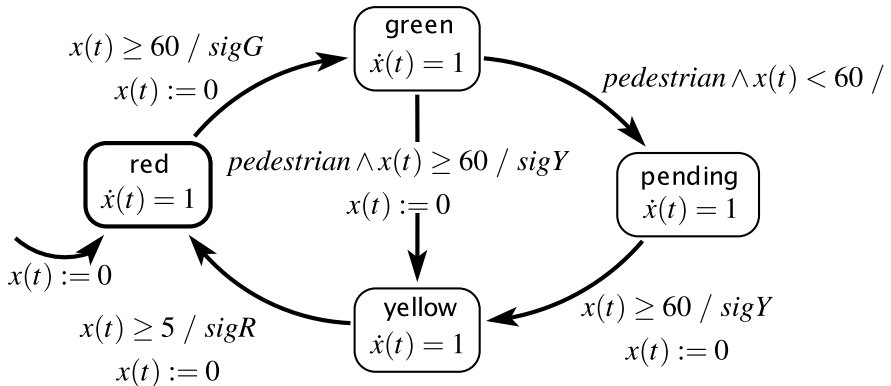 green
ẋ(t) = 1
x(t) ≥ 60 / sigG
x(t) := 0
pedestrian ∧ x(t) < 60 /
red
ẋ(t) = 1
pedestrian ∧ x(t) ≥ 60 / sigY
x(t) := 0
pending
ẋ(t) = 1
x(t) := 0
yellow
ẋ(t) = 1
x(t) ≥ 60 / sigY
x(t) := 0
x(t) ≥ 5 / sigR
x(t) := 0